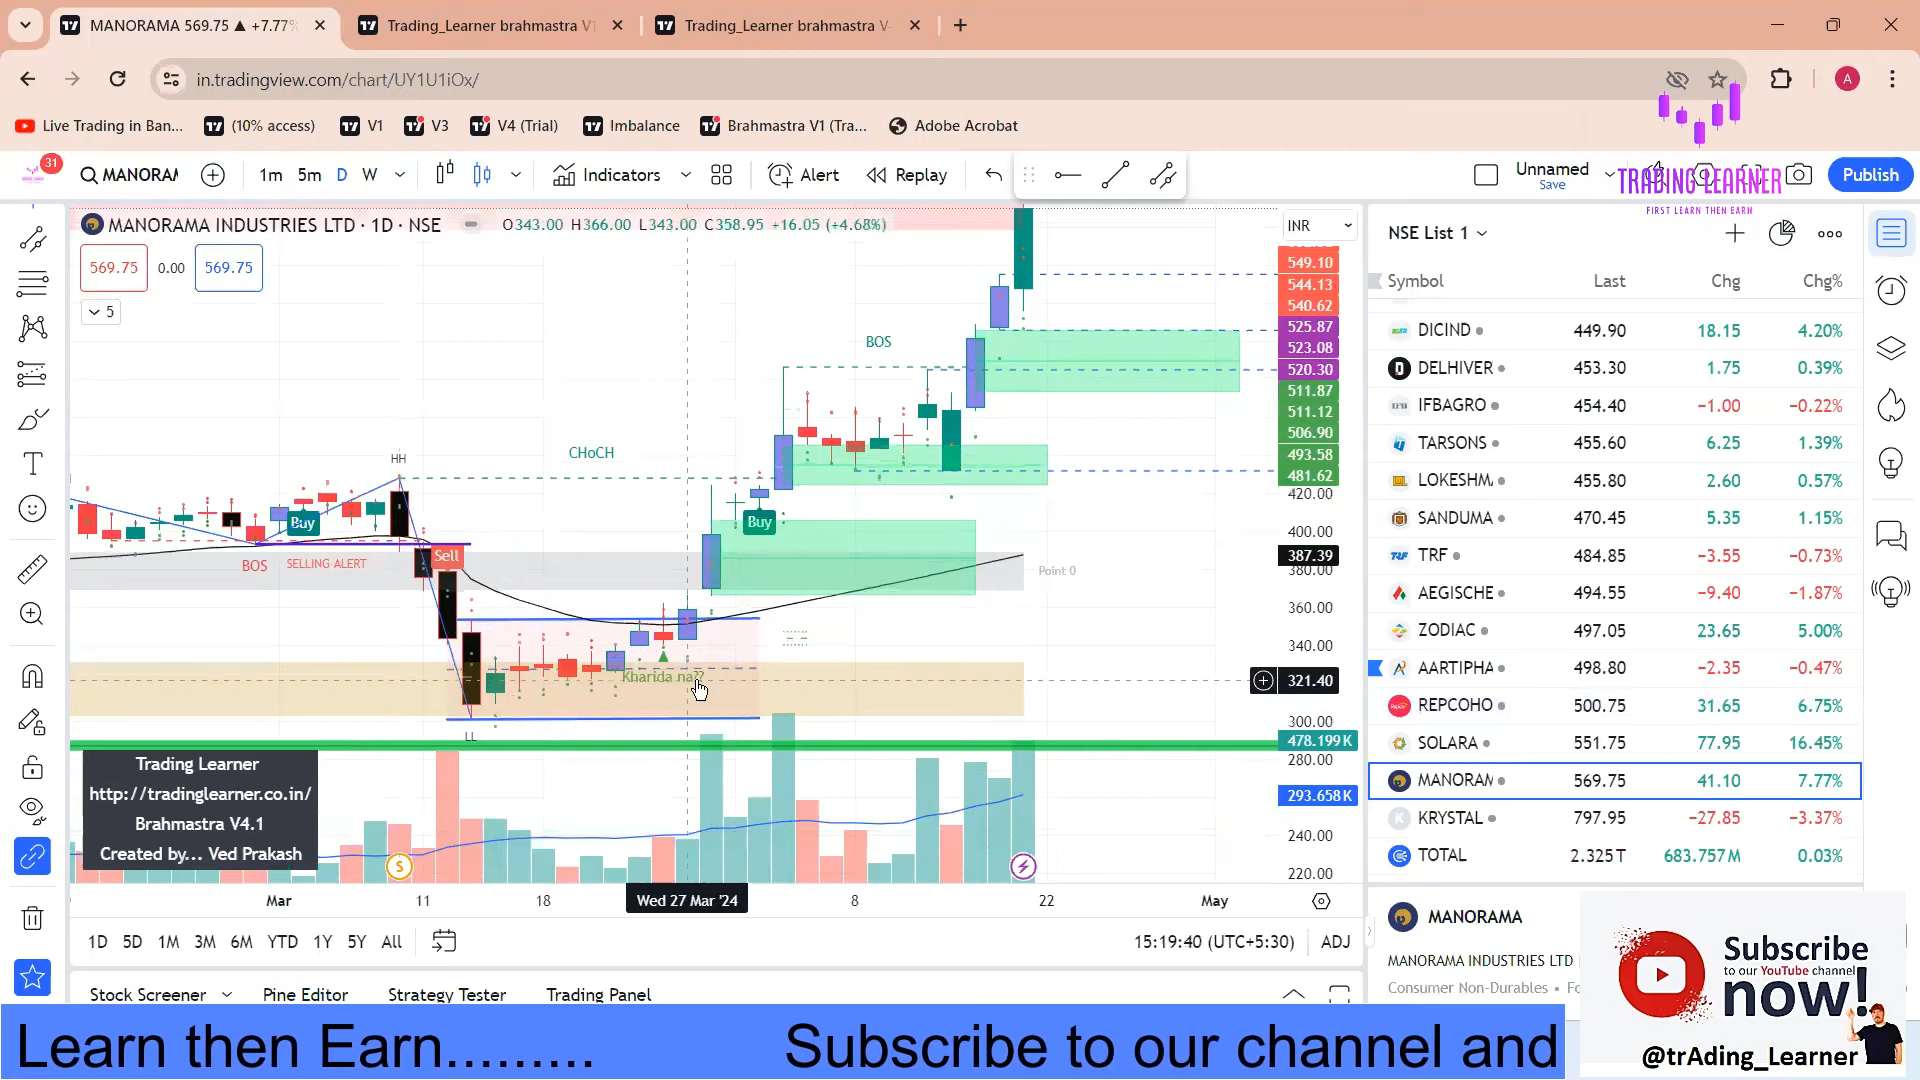 MANORAMA 569.75 ▲ +7.77%
Trading_Learner brahmastra V
Trading_Learner brahmastra V
in.tradingview.com/chart/UY1U1iOx/
A
Live Trading in Ban...
(10% access)
V1
V3
V4 (Trial)
Imbalance
Brahmastra V1 (Tra...
Adobe Acrobat
31
MANORAM
1m
5m
D
W
Indicators
Alert
Replay
Unnamed
Save
Publish
TRADING LEARNER
FIRST LEARN THEN EARN
MANORAMA INDUSTRIES LTD · 1D · NSE
O343.00 H366.00 L343.00 C358.95 +16.05 (+4.68%)
INR
569.75
0.00
569.75
5
549.10
544.13
540.62
525.87
523.08
520.30
511.87
511.12
506.90
493.58
481.62
420.00
400.00
387.39
380.00
360.00
340.00
321.40
300.00
478.199K
280.00
293.658K
240.00
220.00
BOS
CHoCH
HH
Buy
Buy
Sell
BOS
SELLING ALERT
Point 0
Kharida na??
LL
Trading Learner
http://tradinglearner.co.in/
Brahmastra V4.1
Created by... Ved Prakash
S
Mar
11
18
Wed 27 Mar '24
8
22
May
1D 5D 1M 3M 6M YTD 1Y 5Y All
15:19:40 (UTC+5:30)
ADJ
Stock Screener
Pine Editor
Strategy Tester
Trading Panel
NSE List 1
Symbol Last Chg Chg%
DICIND 449.90 18.15 4.20%
DELHIVER 453.30 1.75 0.39%
IFBAGRO 454.40 −1.00 −0.22%
TARSONS 455.60 6.25 1.39%
LOKESHM 455.80 2.60 0.57%
SANDUMA 470.45 5.35 1.15%
TRF 484.85 −3.55 −0.73%
AEGISCHE 494.55 −9.40 −1.87%
ZODIAC 497.05 23.65 5.00%
AARTIPHA 498.80 −2.35 −0.47%
REPCOHO 500.75 31.65 6.75%
SOLARA 551.75 77.95 16.45%
MANORAM 569.75 41.10 7.77%
KRYSTAL 797.95 −27.85 −3.37%
TOTAL 2.325T 683.757M 0.03%
MANORAMA
MANORAMA INDUSTRIES LTD
Consumer Non-Durables • Fo
Subscribe
to our YouTube channel
now!
@trAding_Learner
Learn then Earn......... Subscribe to our channel and